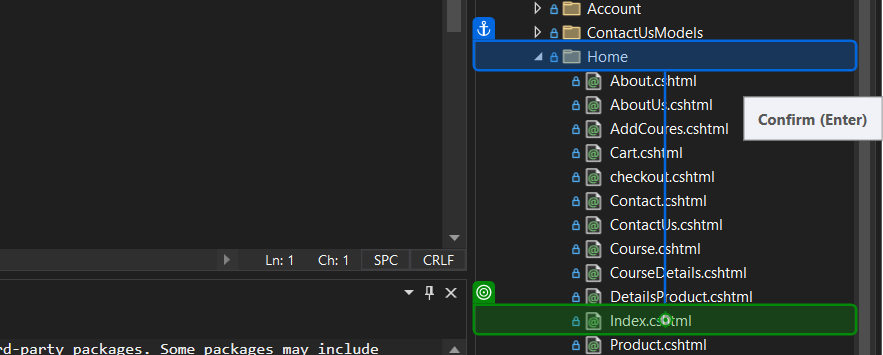 Account
ContactUsModels
Home
About.cshtml
AboutUs.cshtml
Confirm (Enter)
AddCoures.cshtml
Cart.cshtml
checkout.cshtml
Contact.cshtml
ContactUs.cshtml
Course.cshtml
Ln: 1 Ch: 1 SPC CRLF
CourseDetails.cshtml
DetailsProduct.cshtml
Index.cshtml
Product.cshtml
rd-party packages. Some packages may include